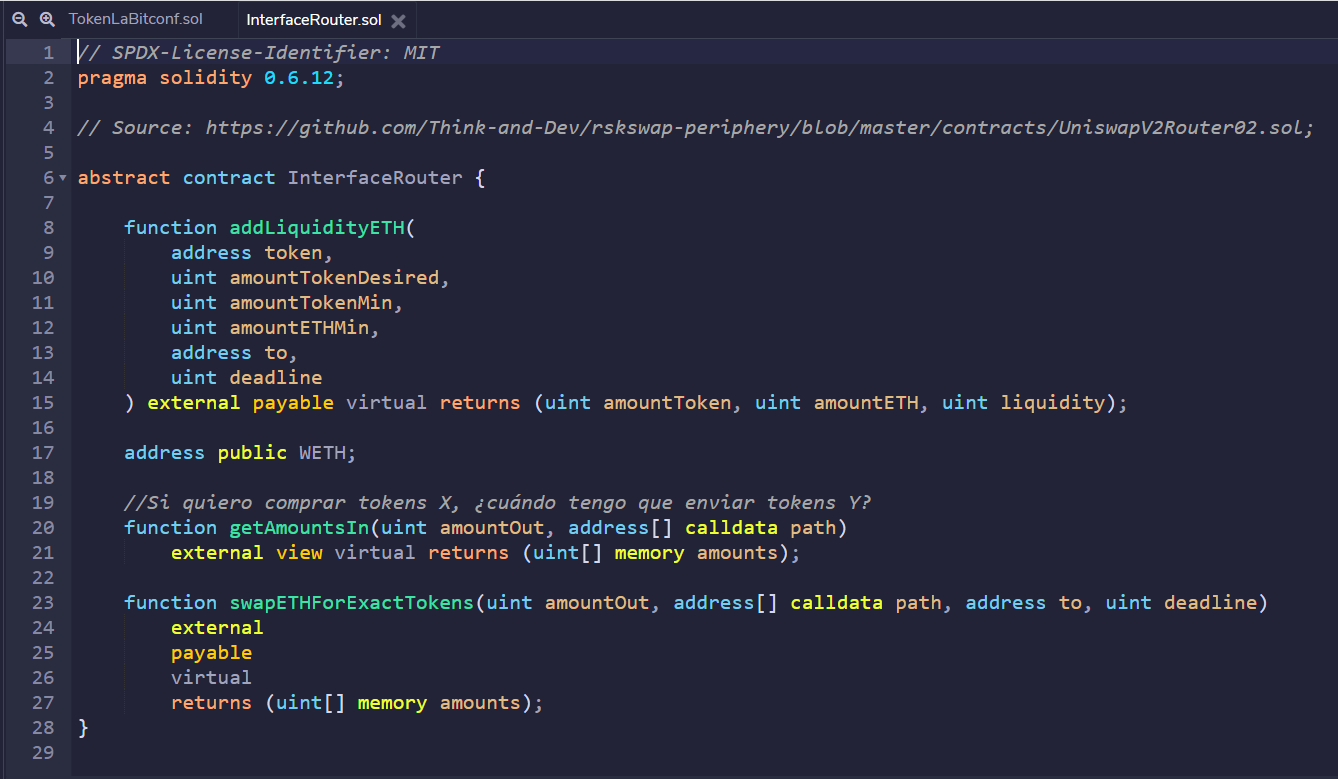 TokenLaBitconf.sol
InterfaceRouter.sol
1 // SPDX-License-Identifier: MIT
2 pragma solidity 0.6.12;
3
4 // Source: https://github.com/Think-and-Dev/rskswap-periphery/blob/master/contracts/UniswapV2Router02.sol;
5
6 abstract contract InterfaceRouter {
7
8 function addLiquidityETH(
9 address token,
10 uint amountTokenDesired,
11 uint amountTokenMin,
12 uint amountETHMin,
13 address to,
14 uint deadline
15 ) external payable virtual returns (uint amountToken, uint amountETH, uint liquidity);
16
17 address public WETH;
18
19 //Si quiero comprar tokens X, ¿cuándo tengo que enviar tokens Y?
20 function getAmountsIn(uint amountOut, address[] calldata path)
21 external view virtual returns (uint[] memory amounts);
22
23 function swapETHForExactTokens(uint amountOut, address[] calldata path, address to, uint deadline)
24 external
25 payable
26 virtual
27 returns (uint[] memory amounts);
28 }
29